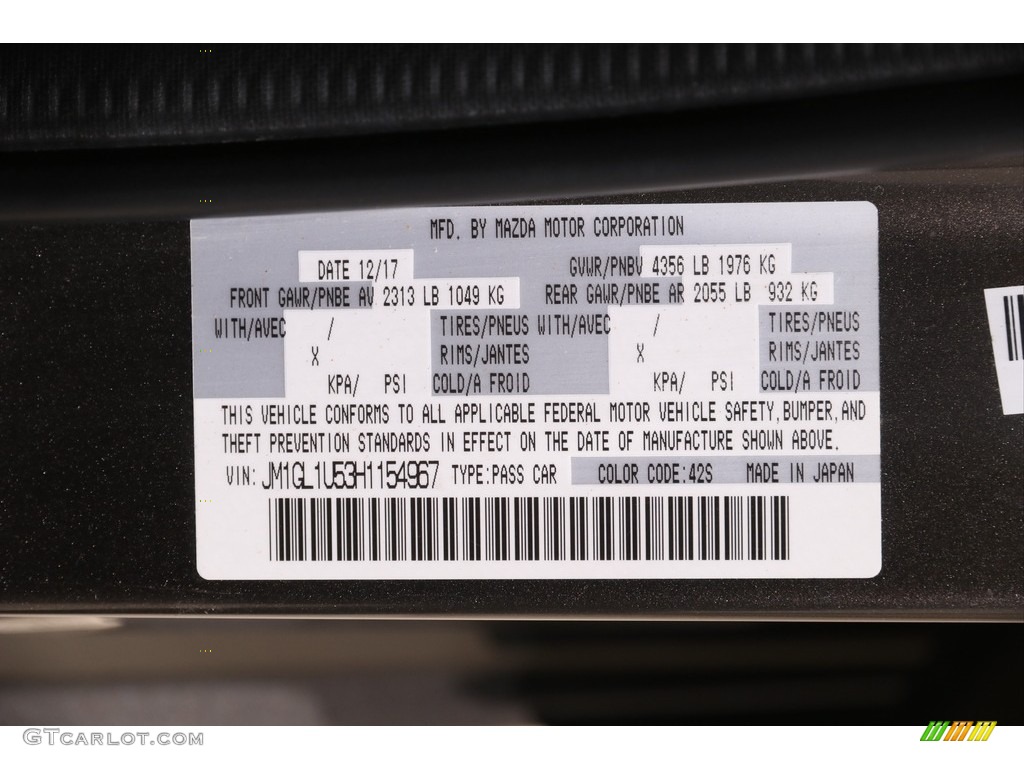 MFD. BY MAZDA MOTOR CORPORATION
DATE 12/17 GVWR/PNBV 4356 LB 1976 KG
FRONT GAWR/PNBE AV 2313 LB 1049 KG REAR GAWR/PNBE AR 2055 LB 932 KG
WITH/AVEC / TIRES/PNEUS WITH/AVEC / TIRES/PNEUS
X RIMS/JANTES X RIMS/JANTES
KPA/ PSI COLD/A FROID KPA/ PSI COLD/A FROID
THIS VEHICLE CONFORMS TO ALL APPLICABLE FEDERAL MOTOR VEHICLE SAFETY, BUMPER, AND
THEFT PREVENTION STANDARDS IN EFFECT ON THE DATE OF MANUFACTURE SHOWN ABOVE.
VIN: JM1GL1U53H1154967 TYPE: PASS CAR COLOR CODE: 42S MADE IN JAPAN
GTcarlot.com